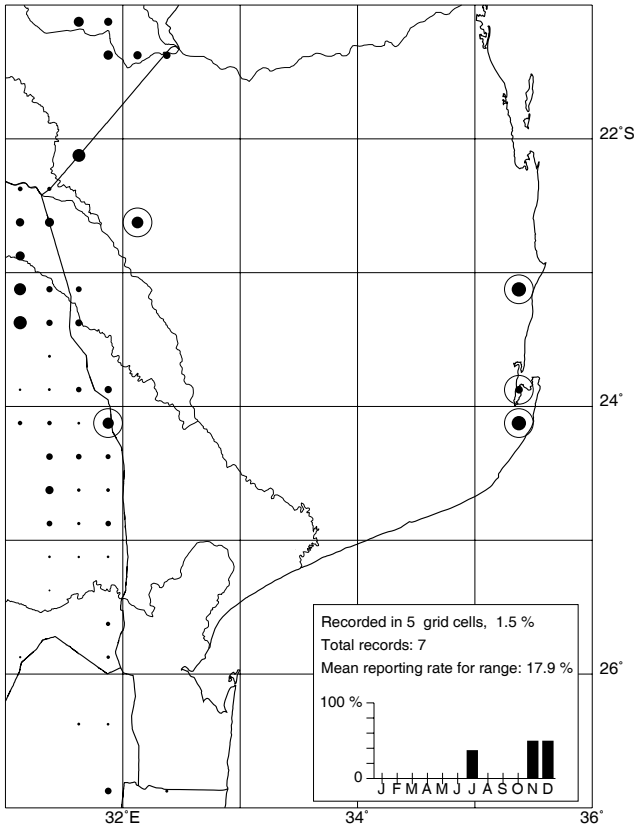 22°S
24°
Recorded in 5 grid cells, 1.5 %
Total records: 7
Mean reporting rate for range: 17.9 %
26°
100 %
0
J F M A M J J A S O N D
32°E
34°
36°